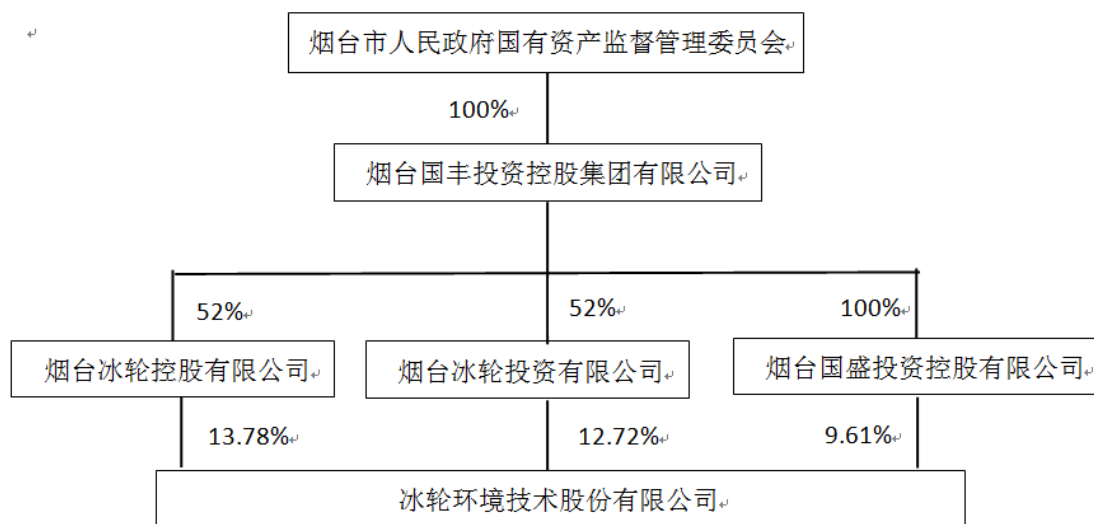 烟台市人民政府国有资产监督管理委员会
100%
烟台国丰投资控股集团有限公司
52%
52%
100%
烟台冰轮控股有限公司
烟台冰轮投资有限公司
烟台国盛投资控股有限公司
13.78%
12.72%
9.61%
冰轮环境技术股份有限公司